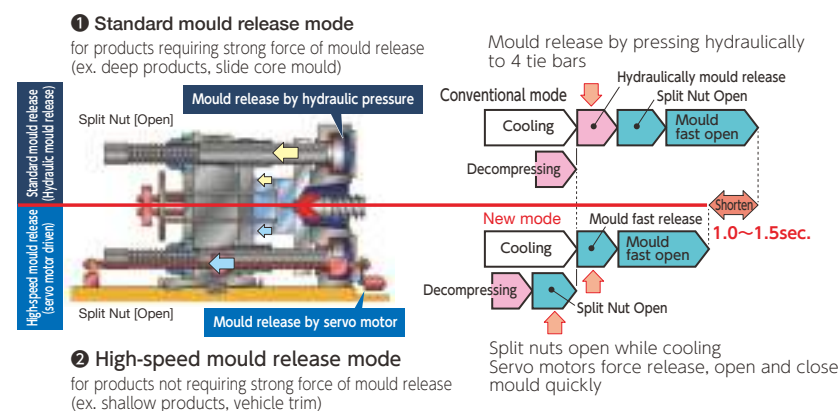 ❶ Standard mould release mode
for products requiring strong force of mould release
(ex. deep products, slide core mould)
Standard mould release
(Hydraulic mould release)
Split Nut [Open]
Mould release by hydraulic pressure
High-speed mould release
(servo motor driven)
Split Nut [Open]
Mould release by servo motor
❷ High-speed mould release mode
for products not requiring strong force of mould release
(ex. shallow products, vehicle trim)
Mould release by pressing hydraulically
to 4 tie bars
Hydraulically mould release
Conventional mode
Split Nut Open
Cooling
Mould
fast open
Decompressing
Shorten
1.0~1.5sec.
New mode
Mould fast release
Cooling
Mould
fast open
Decompressing
Split Nut Open
Split nuts open while cooling
Servo motors force release, open and close
mould quickly